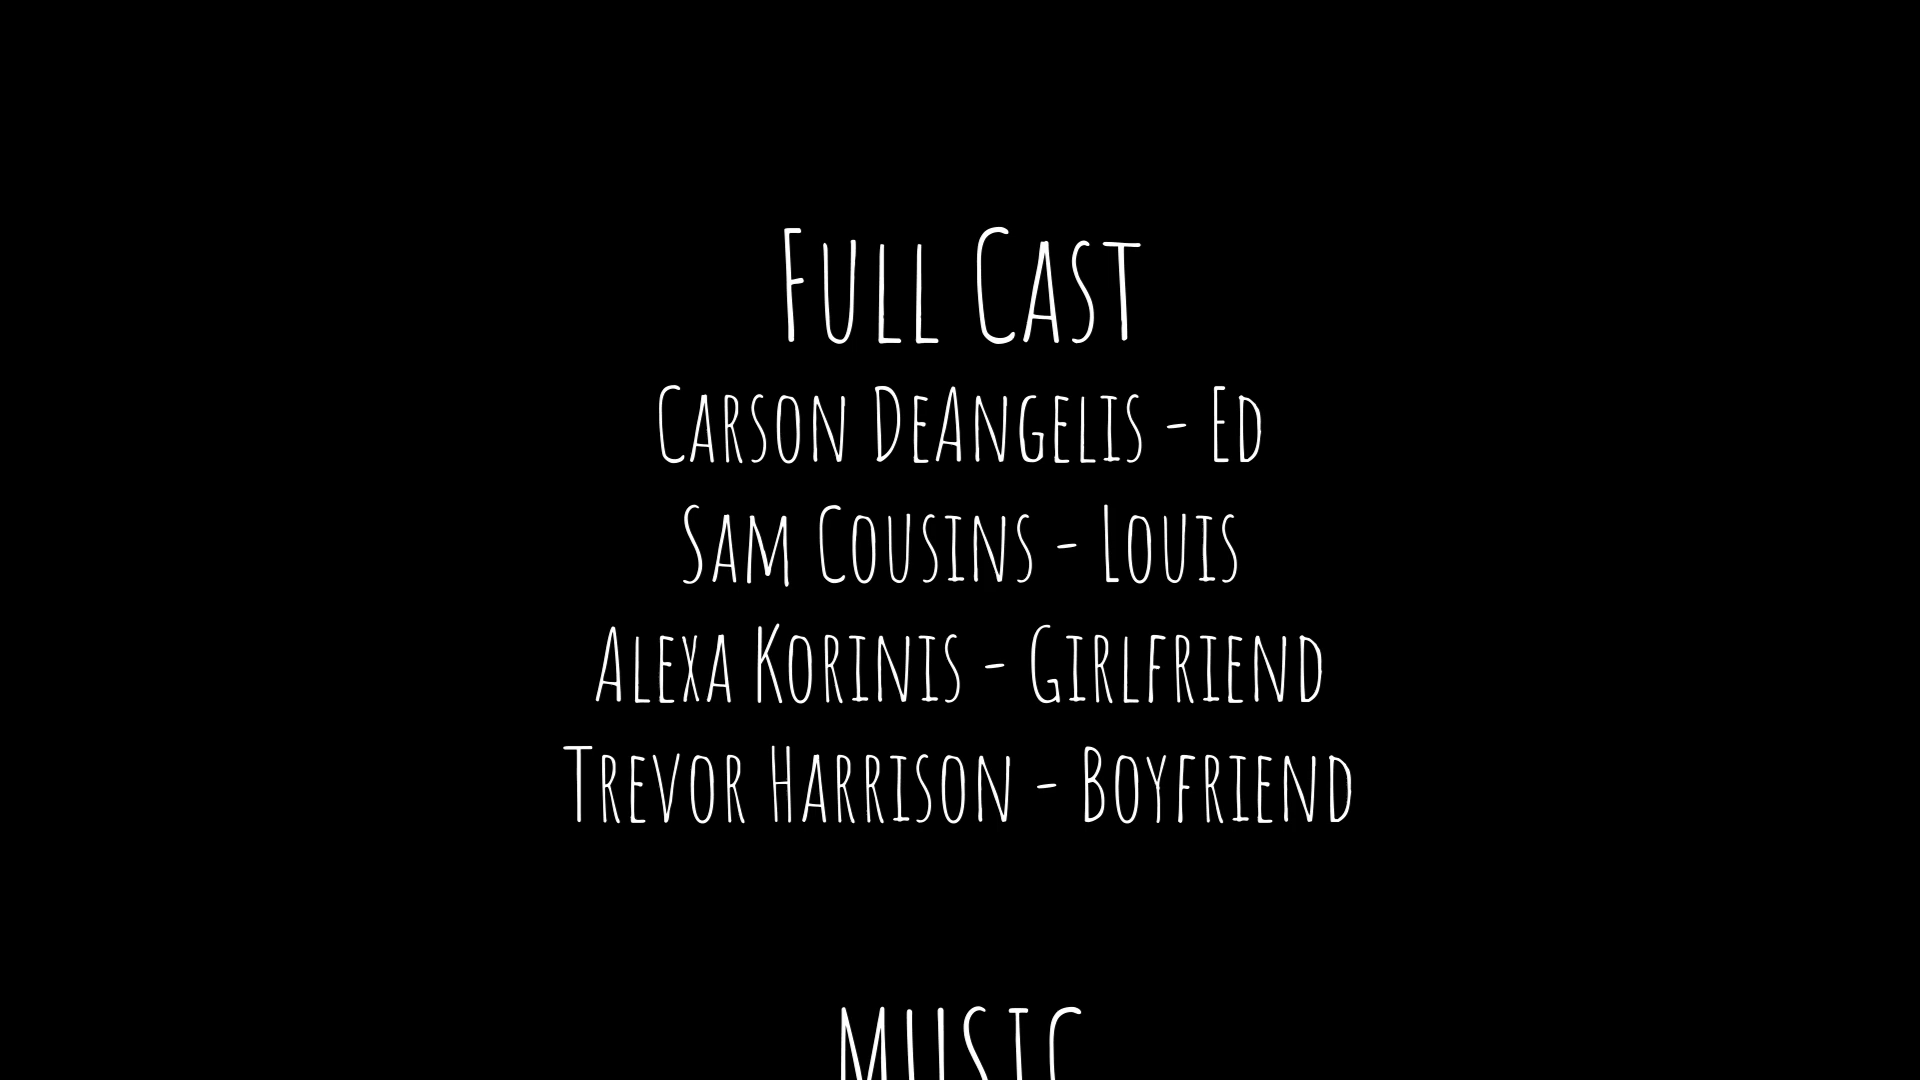 Full Cast
Carson DeAngelis - Ed
Sam Cousins - Louis
Alexa Korinis - Girlfriend
Trevor Harrison - Boyfriend
MUSIC